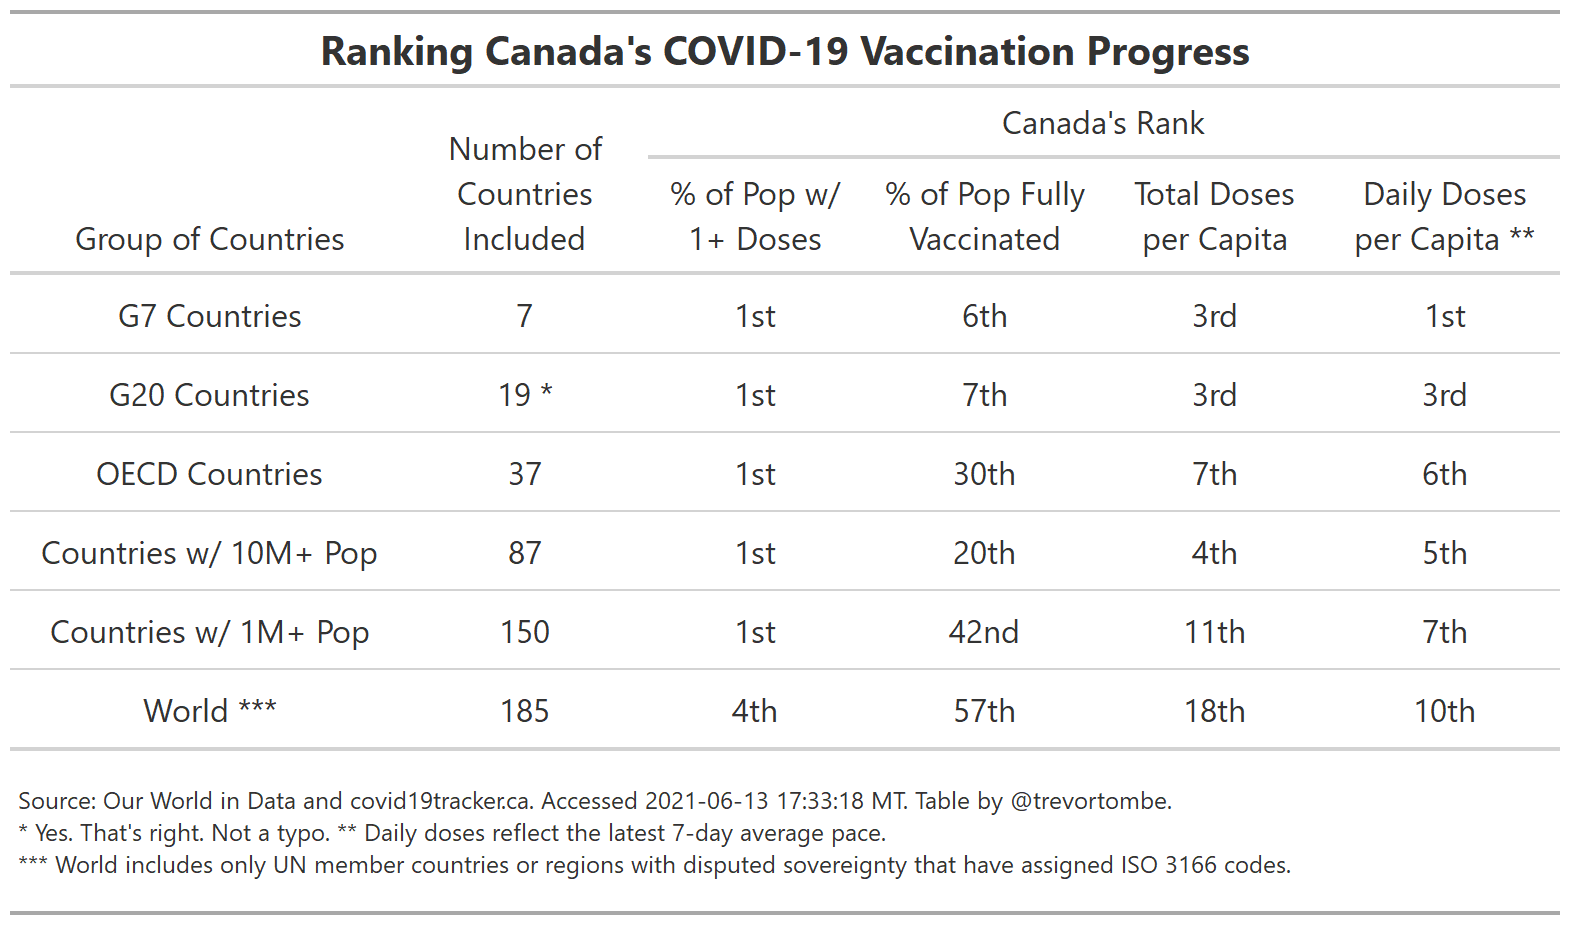 Ranking Canada's COVID-19 Vaccination Progress
Canada's Rank
Group of Countries
Number of
Countries
Included
% of Pop w/
1+ Doses
% of Pop Fully
Vaccinated
Total Doses
per Capita
Daily Doses
per Capita **
G7 Countries 7 1st 6th 3rd 1st
G20 Countries 19 * 1st 7th 3rd 3rd
OECD Countries 37 1st 30th 7th 6th
Countries w/ 10M+ Pop 87 1st 20th 4th 5th
Countries w/ 1M+ Pop 150 1st 42nd 11th 7th
World *** 185 4th 57th 18th 10th
Source: Our World in Data and covid19tracker.ca. Accessed 2021-06-13 17:33:18 MT. Table by @trevortombe.
* Yes. That's right. Not a typo. ** Daily doses reflect the latest 7-day average pace.
*** World includes only UN member countries or regions with disputed sovereignty that have assigned ISO 3166 codes.